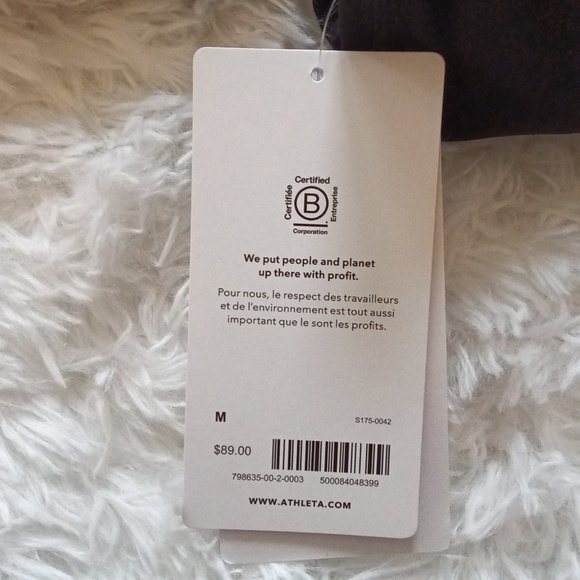 Certified
Certifiée
B
Entreprise
Corporation
We put people and planet
up there with profit.
Pour nous, le respect des travailleurs
et de l'environnement est tout aussi
important que le sont les profits.
M
S175-0042
$89.00
798635-00-2-0003 500084048399
WWW.ATHLETA.COM